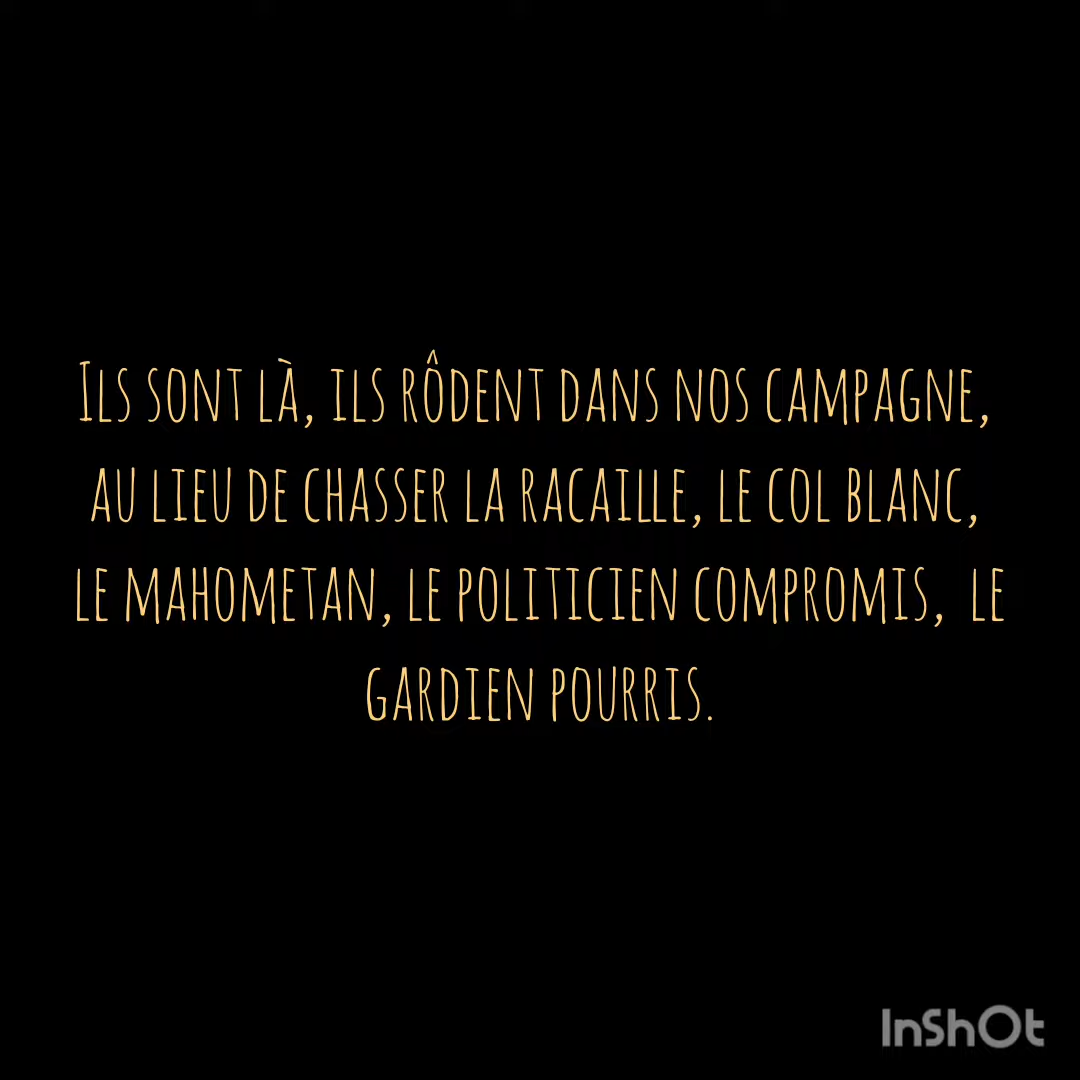 Ils sont là, ils rôdent dans nos campagne,
au lieu de chasser la racaille, le col blanc,
le mahometan, le politicien compromis, le
gardien pourris.
InShOt